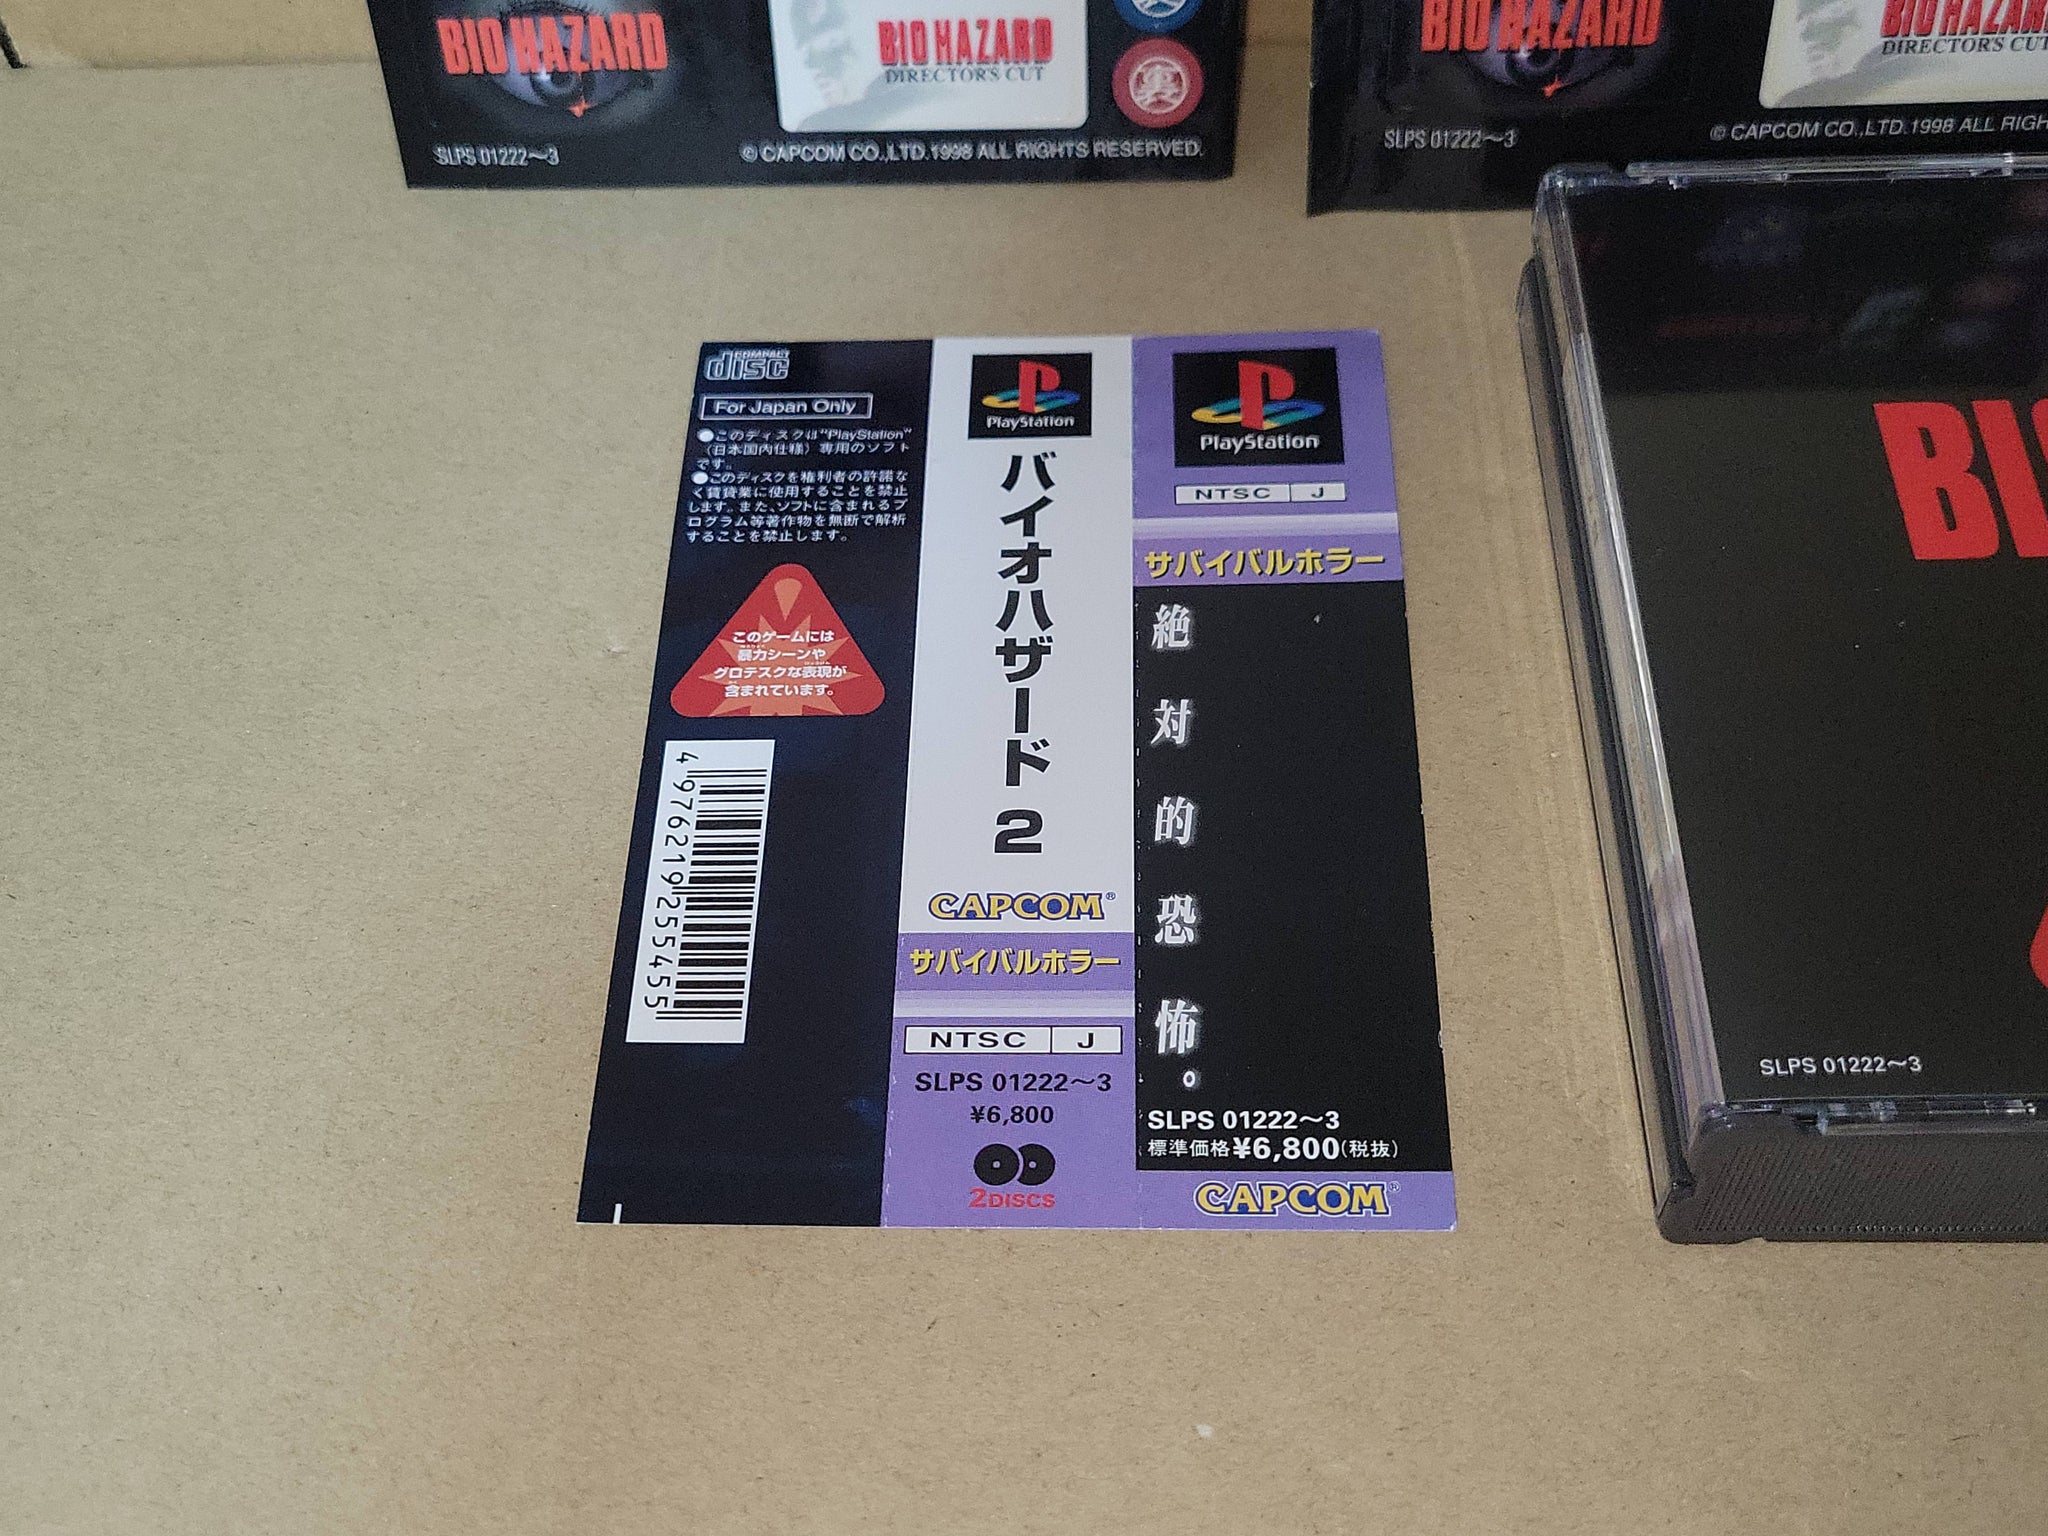 BIO HAZARD
BIO HAZARD
DIRECTOR'S CUT
SLPS 01222〜3
© CAPCOM CO.,LTD.1998 ALL RIGHTS RESERVED.
BIO HAZARD
BIO HAZARD
DIRECTOR'S CUT
SLPS 01222〜3
© CAPCOM CO.,LTD.1998 ALL RIGH
COMPACT
disc
For Japan Only
●このディスクは"PlayStation"
(日本国内仕様)専用のソフト
です。
●このディスクを権利者の許諾な
く賃貸業に使用することを禁止
します。また、ソフトに含まれるプ
ログラム等著作物を無断で解析
することを禁止します。
このゲームには
暴力シーンや
グロテスクな表現が
含まれています。
4 976219 255455
PlayStation
バイオハザード 2
CAPCOM®
サバイバルホラー
NTSC J
SLPS 01222〜3
¥6,800
2DISCS
PlayStation
NTSC J
サバイバルホラー
絶対的恐怖。
SLPS 01222〜3
標準価格¥6,800(税抜)
CAPCOM®
BI
SLPS 01222〜3